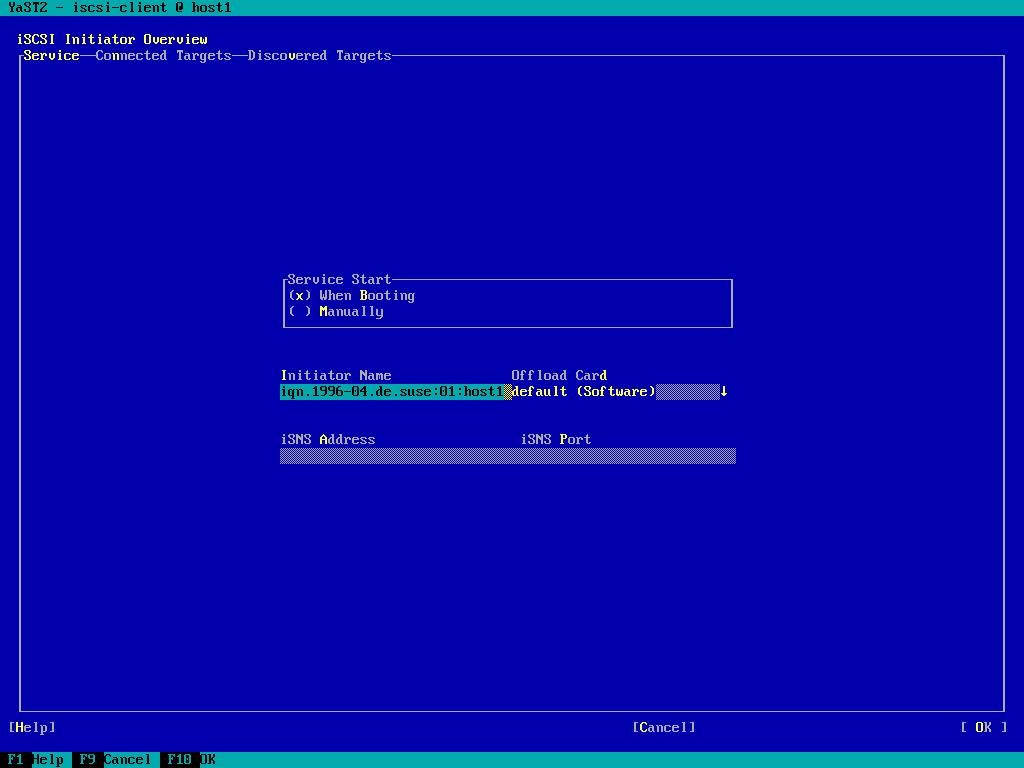 YaST2 - iscsi-client @ host1
iSCSI Initiator Overview
Service Connected Targets Discovered Targets
Service Start
(x) When Booting
( ) Manually
Initiator Name Offload Card
iqn.1996-04.de.suse:01:host1 default (Software) ↓
iSNS Address iSNS Port
[Help] [Cancel] [ OK ]
F1 Help F9 Cancel F10 OK